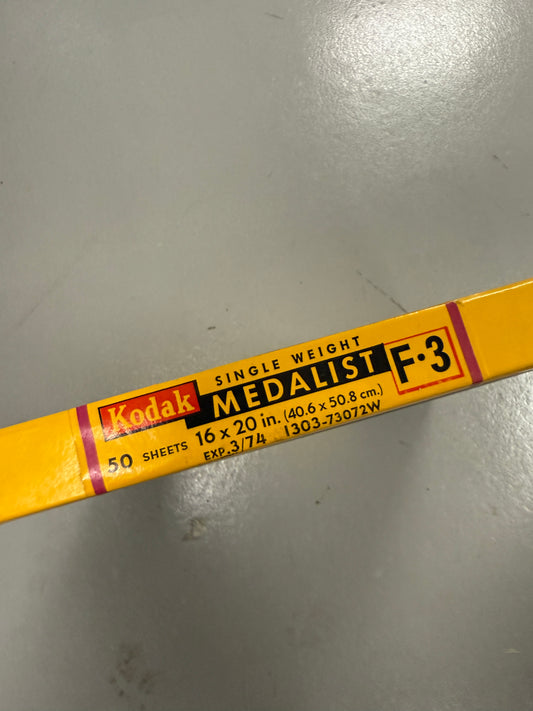 SINGLE WEIGHT
Kodak MEDALIST F•3
50 SHEETS 16 x 20 in. (40.6 x 50.8 cm.)
EXP. 3/74 1303-73072W